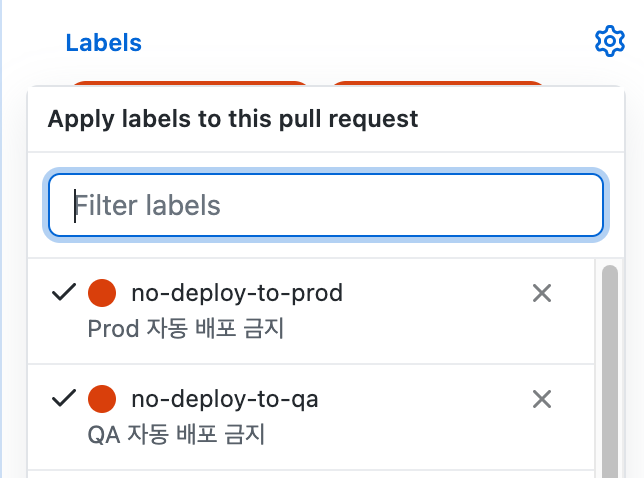 Labels
Apply labels to this pull request
Filter labels
no-deploy-to-prod
Prod 자동 배포 금지
no-deploy-to-qa
QA 자동 배포 금지